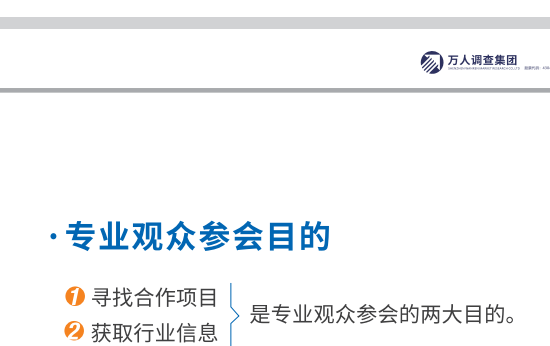 万人调查集团
·专业观众参会目的
1 寻找合作项目
2 获取行业信息
是专业观众参会的两大目的。